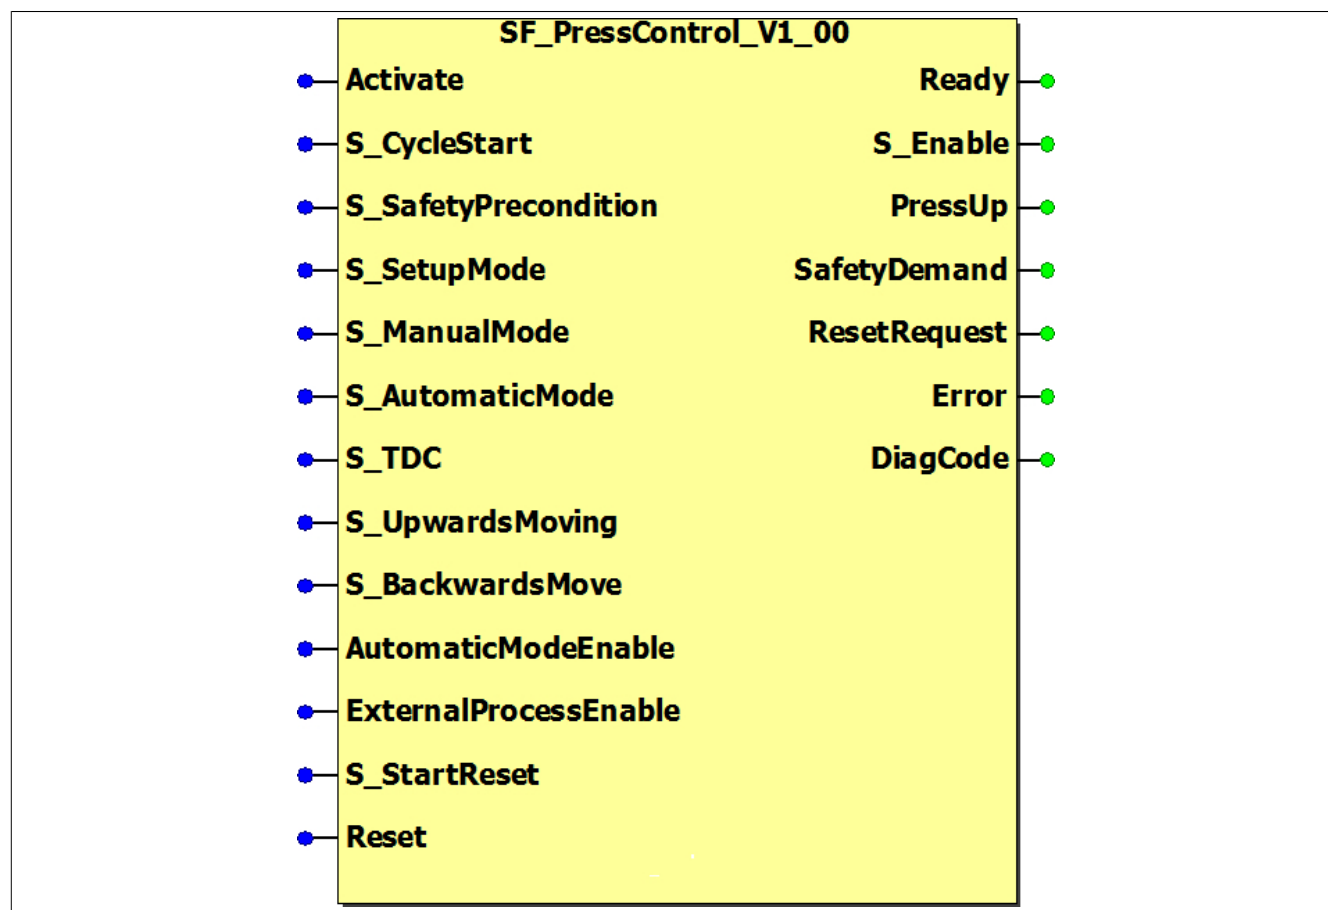 SF_PressControl_V1_00
Activate
Ready
S_CycleStart
S_Enable
S_SafetyPrecondition
PressUp
S_SetupMode
SafetyDemand
S_ManualMode
ResetRequest
S_AutomaticMode
Error
S_TDC
DiagCode
S_UpwardsMoving
S_BackwardsMove
AutomaticModeEnable
ExternalProcessEnable
S_StartReset
Reset